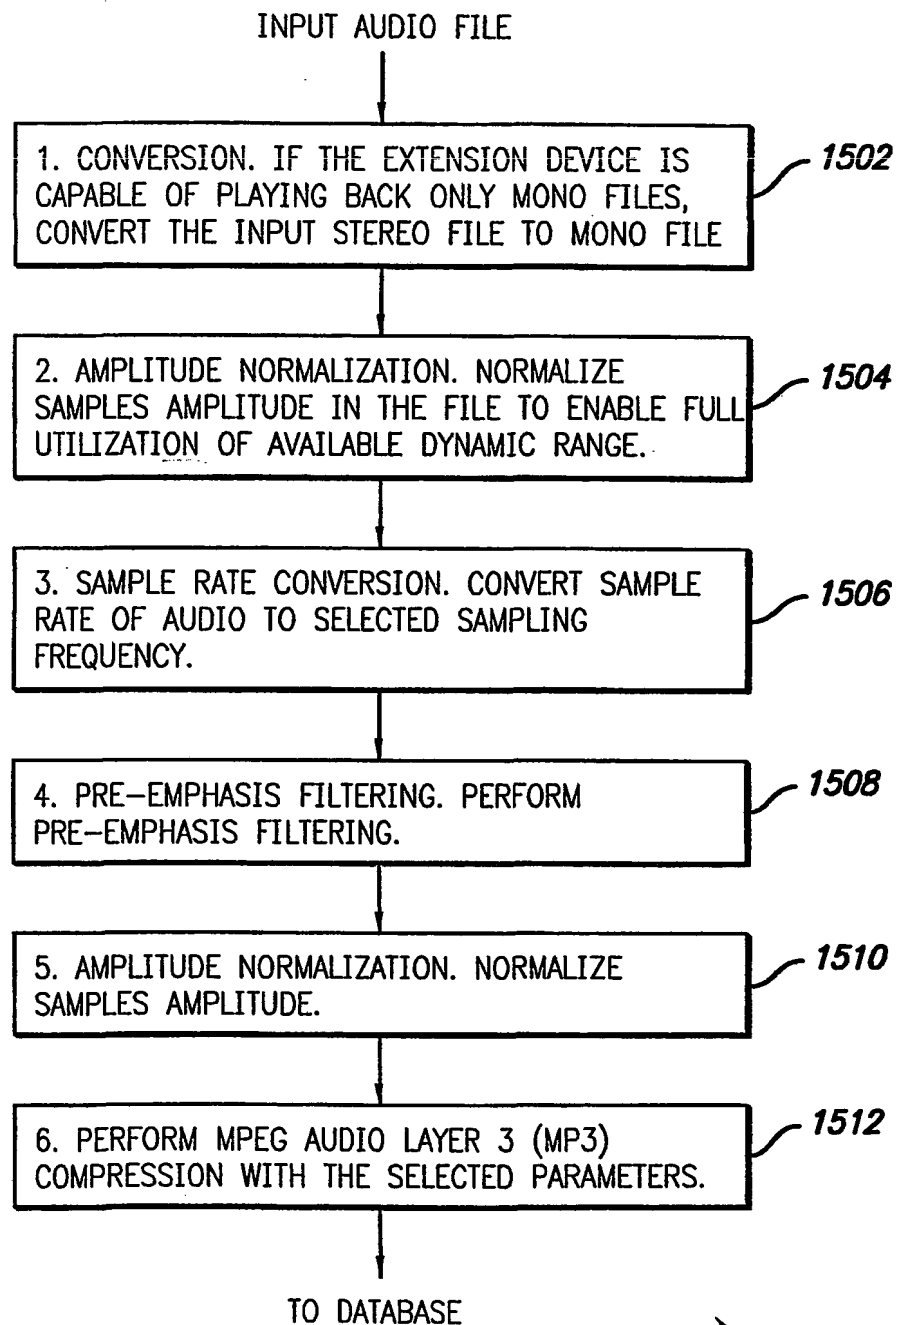 INPUT AUDIO FILE
1. CONVERSION. IF THE EXTENSION DEVICE IS
CAPABLE OF PLAYING BACK ONLY MONO FILES,
CONVERT THE INPUT STEREO FILE TO MONO FILE
1502
2. AMPLITUDE NORMALIZATION. NORMALIZE
SAMPLES AMPLITUDE IN THE FILE TO ENABLE FULL
UTILIZATION OF AVAILABLE DYNAMIC RANGE.
1504
3. SAMPLE RATE CONVERSION. CONVERT SAMPLE
RATE OF AUDIO TO SELECTED SAMPLING
FREQUENCY.
1506
4. PRE-EMPHASIS FILTERING. PERFORM
PRE-EMPHASIS FILTERING.
1508
5. AMPLITUDE NORMALIZATION. NORMALIZE
SAMPLES AMPLITUDE.
1510
6. PERFORM MPEG AUDIO LAYER 3 (MP3)
COMPRESSION WITH THE SELECTED PARAMETERS.
1512
TO DATABASE